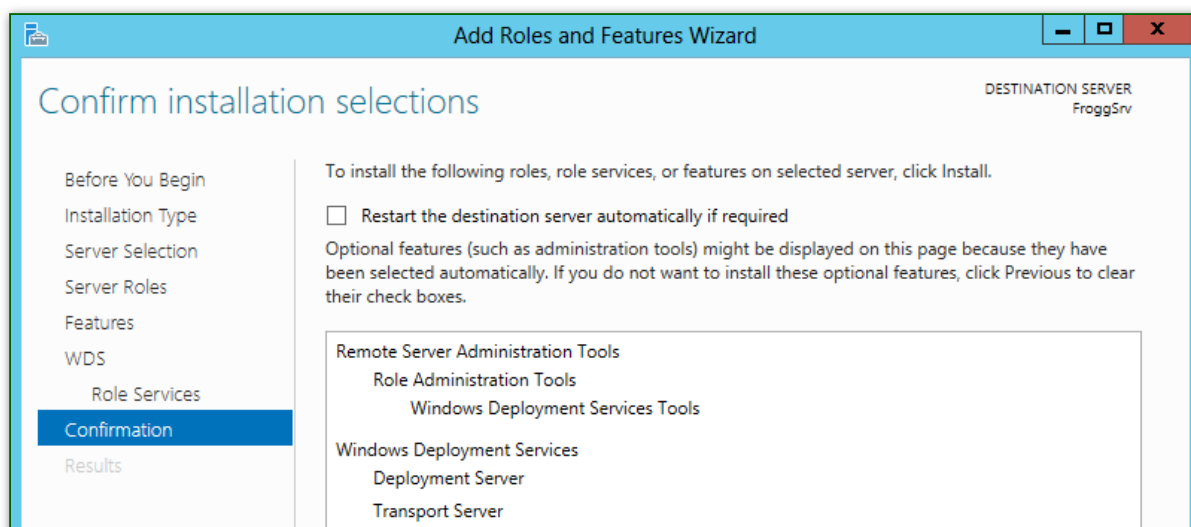 Add Roles and Features Wizard
Confirm installation selections
DESTINATION SERVER
FroggSrv
Before You Begin
Installation Type
Server Selection
Server Roles
Features
WDS
Role Services
Confirmation
Results
To install the following roles, role services, or features on selected server, click Install.
Restart the destination server automatically if required
Optional features (such as administration tools) might be displayed on this page because they have
been selected automatically. If you do not want to install these optional features, click Previous to clear
their check boxes.
Remote Server Administration Tools
Role Administration Tools
Windows Deployment Services Tools
Windows Deployment Services
Deployment Server
Transport Server